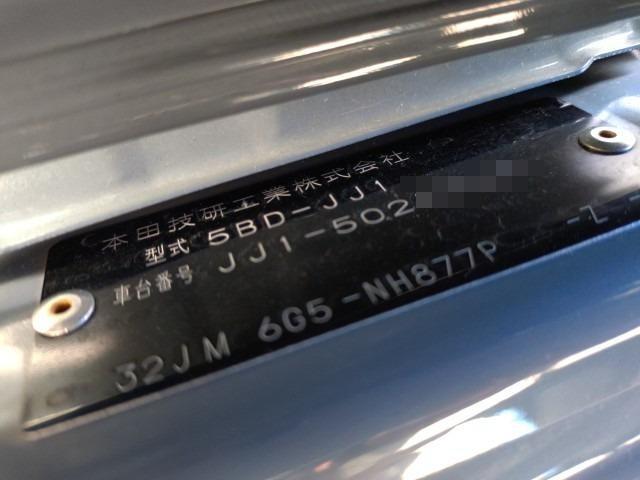 本田技研工業株式会社
型式 5BD-JJ1
車台番号 JJ1-502
32JM 6G5-NH877P -L-